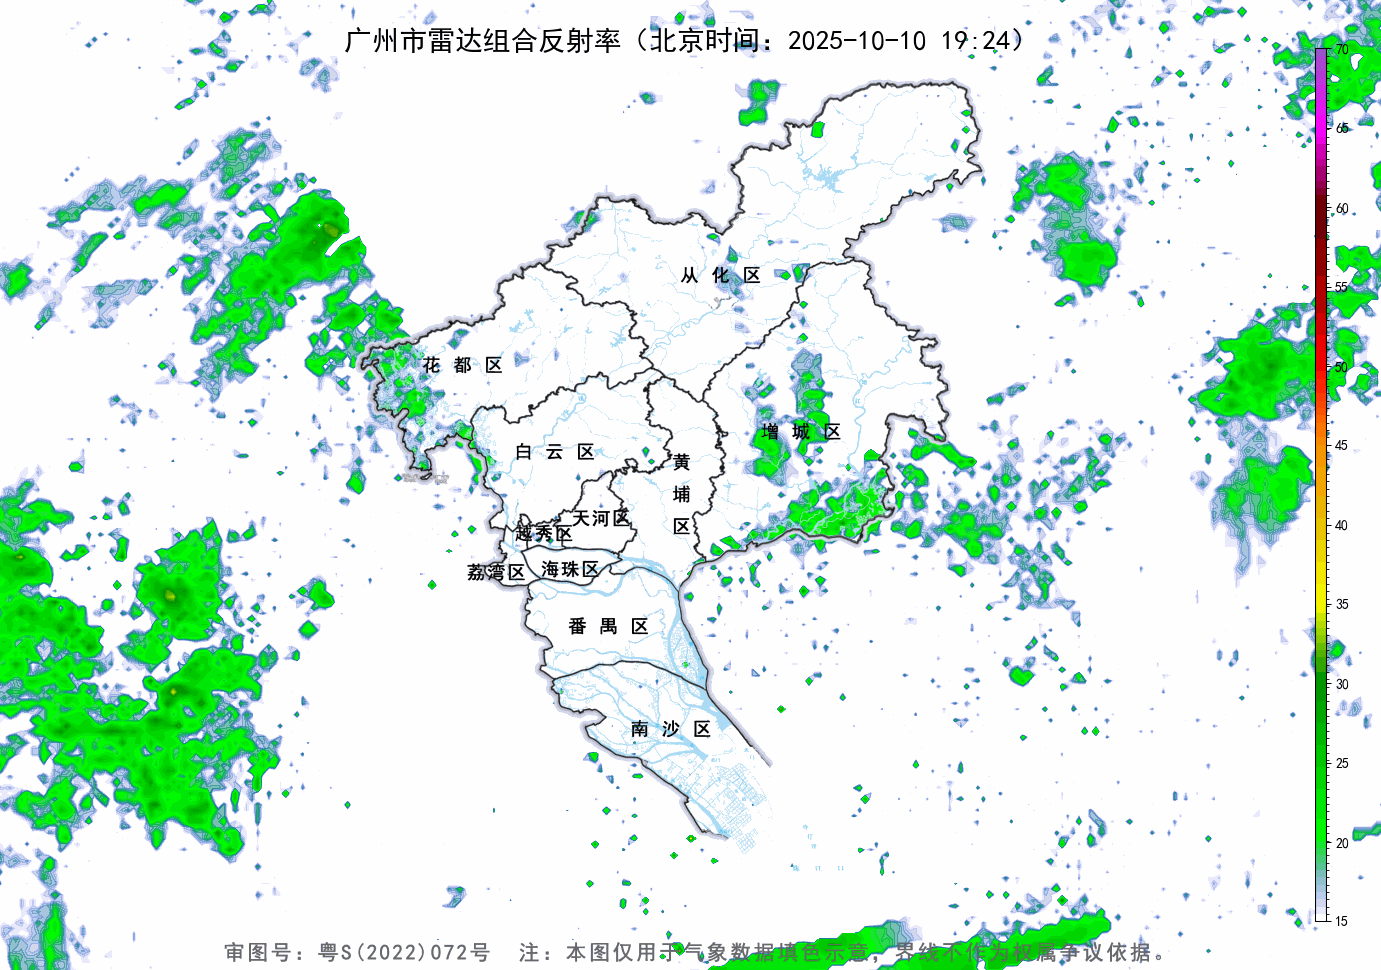 广州市雷达组合反射率（北京时间：2025-10-10 19:24）
70
65
60
55
50
45
40
35
30
25
20
15
从化区
花都区
增城区
白云区
黄埔区
天河区
越秀区
荔湾区
海珠区
番禺区
南沙区
审图号：粤S(2022)072号 注：本图仅用于气象数据填色示意，界线不作为权属争议依据。